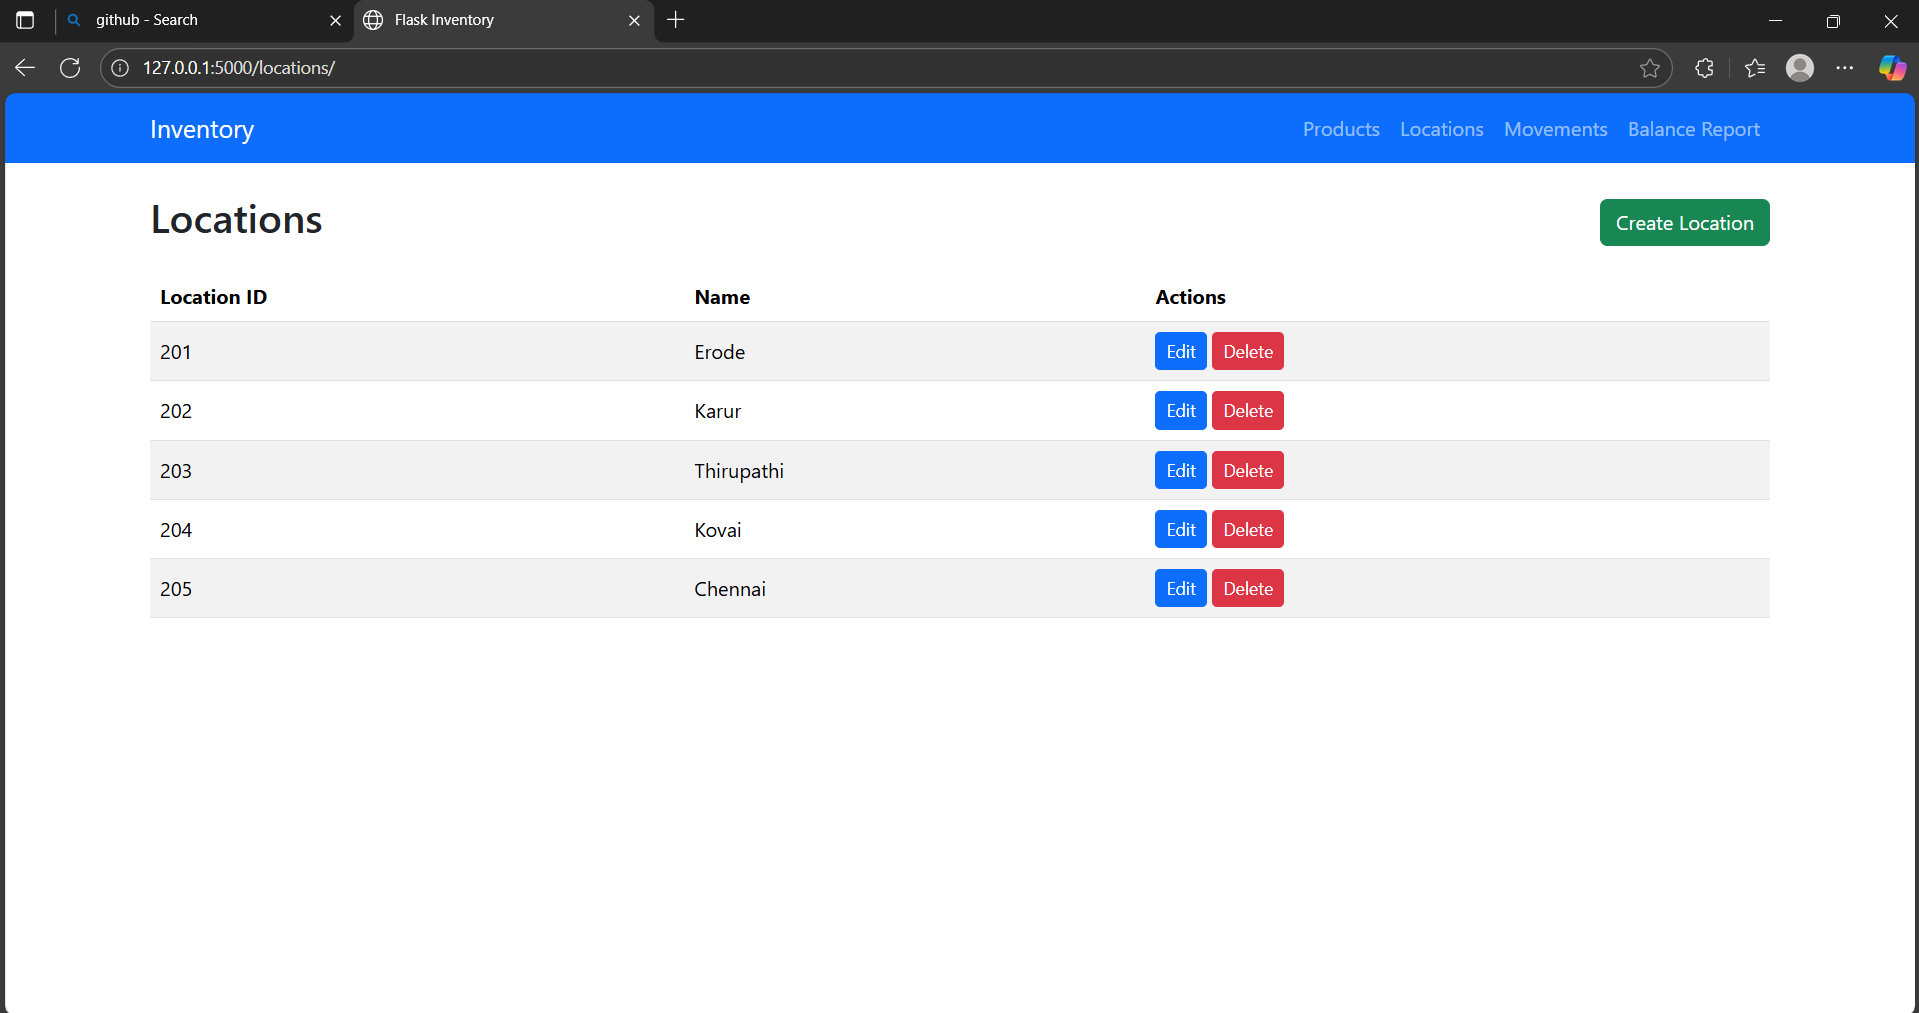 github - Search
Flask Inventory
127.0.0.1:5000/locations/
Inventory Products Locations Movements Balance Report
Locations
Create Location
Location ID Name Actions
201 Erode Edit Delete
202 Karur Edit Delete
203 Thirupathi Edit Delete
204 Kovai Edit Delete
205 Chennai Edit Delete